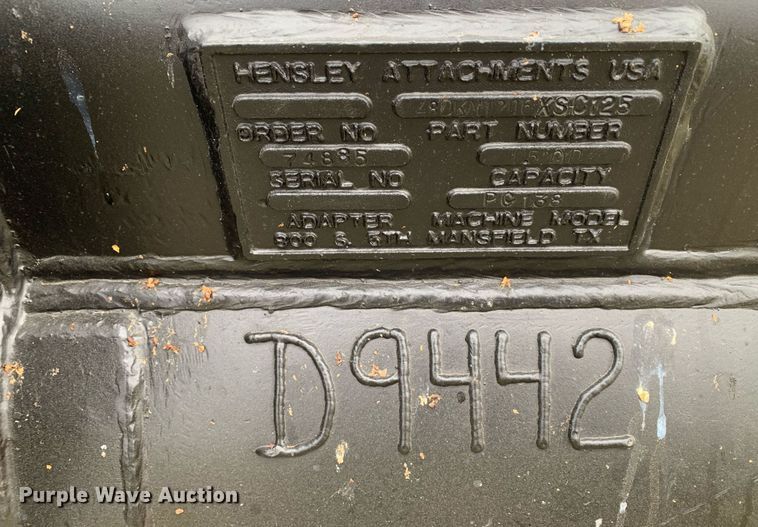 HENSLEY ATTACHMENTS USA
XSC125
ORDER NO PART NUMBER
74885
SERIAL NO CAPACITY
PC138
ADAPTER MACHINE MODEL
800 S. 5TH MANSFIELD TX
D9442
Purple Wave Auction